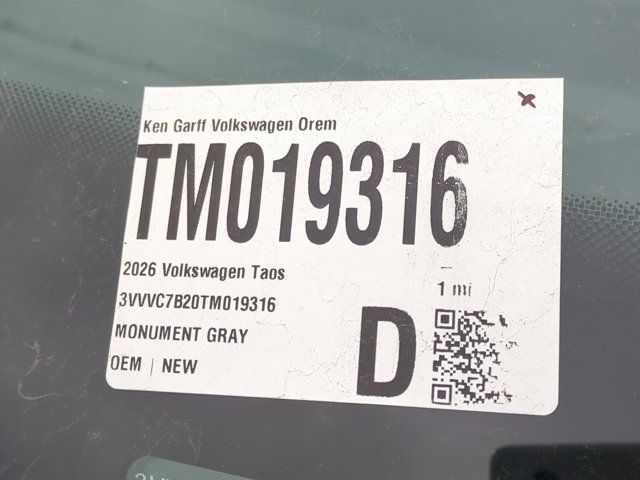 Ken Garff Volkswagen Orem
TM019316
2026 Volkswagen Taos
1 mi
3VVVC7B20TM019316
MONUMENT GRAY
D
OEM | NEW